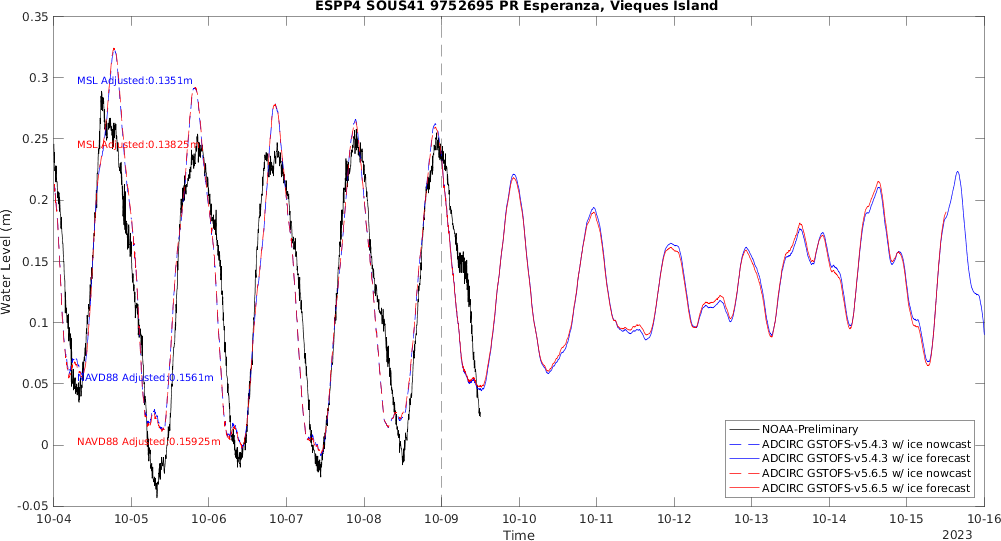 ESPP4 SOUS41 9752695 PR Esperanza, Vieques Island
0.35
0.3
0.25
0.2
0.15
0.1
0.05
0
-0.05
Water Level (m)
MSL Adjusted:0.1351m
MSL Adjusted:0.13825m
NAVD88 Adjusted:0.1561m
NAVD88 Adjusted:0.15925m
NOAA-Preliminary
ADCIRC GSTOFS-v5.4.3 w/ ice nowcast
ADCIRC GSTOFS-v5.4.3 w/ ice forecast
ADCIRC GSTOFS-v5.6.5 w/ ice nowcast
ADCIRC GSTOFS-v5.6.5 w/ ice forecast
10-04 10-05 10-06 10-07 10-08 10-09 10-10 10-11 10-12 10-13 10-14 10-15 10-16
Time
2023